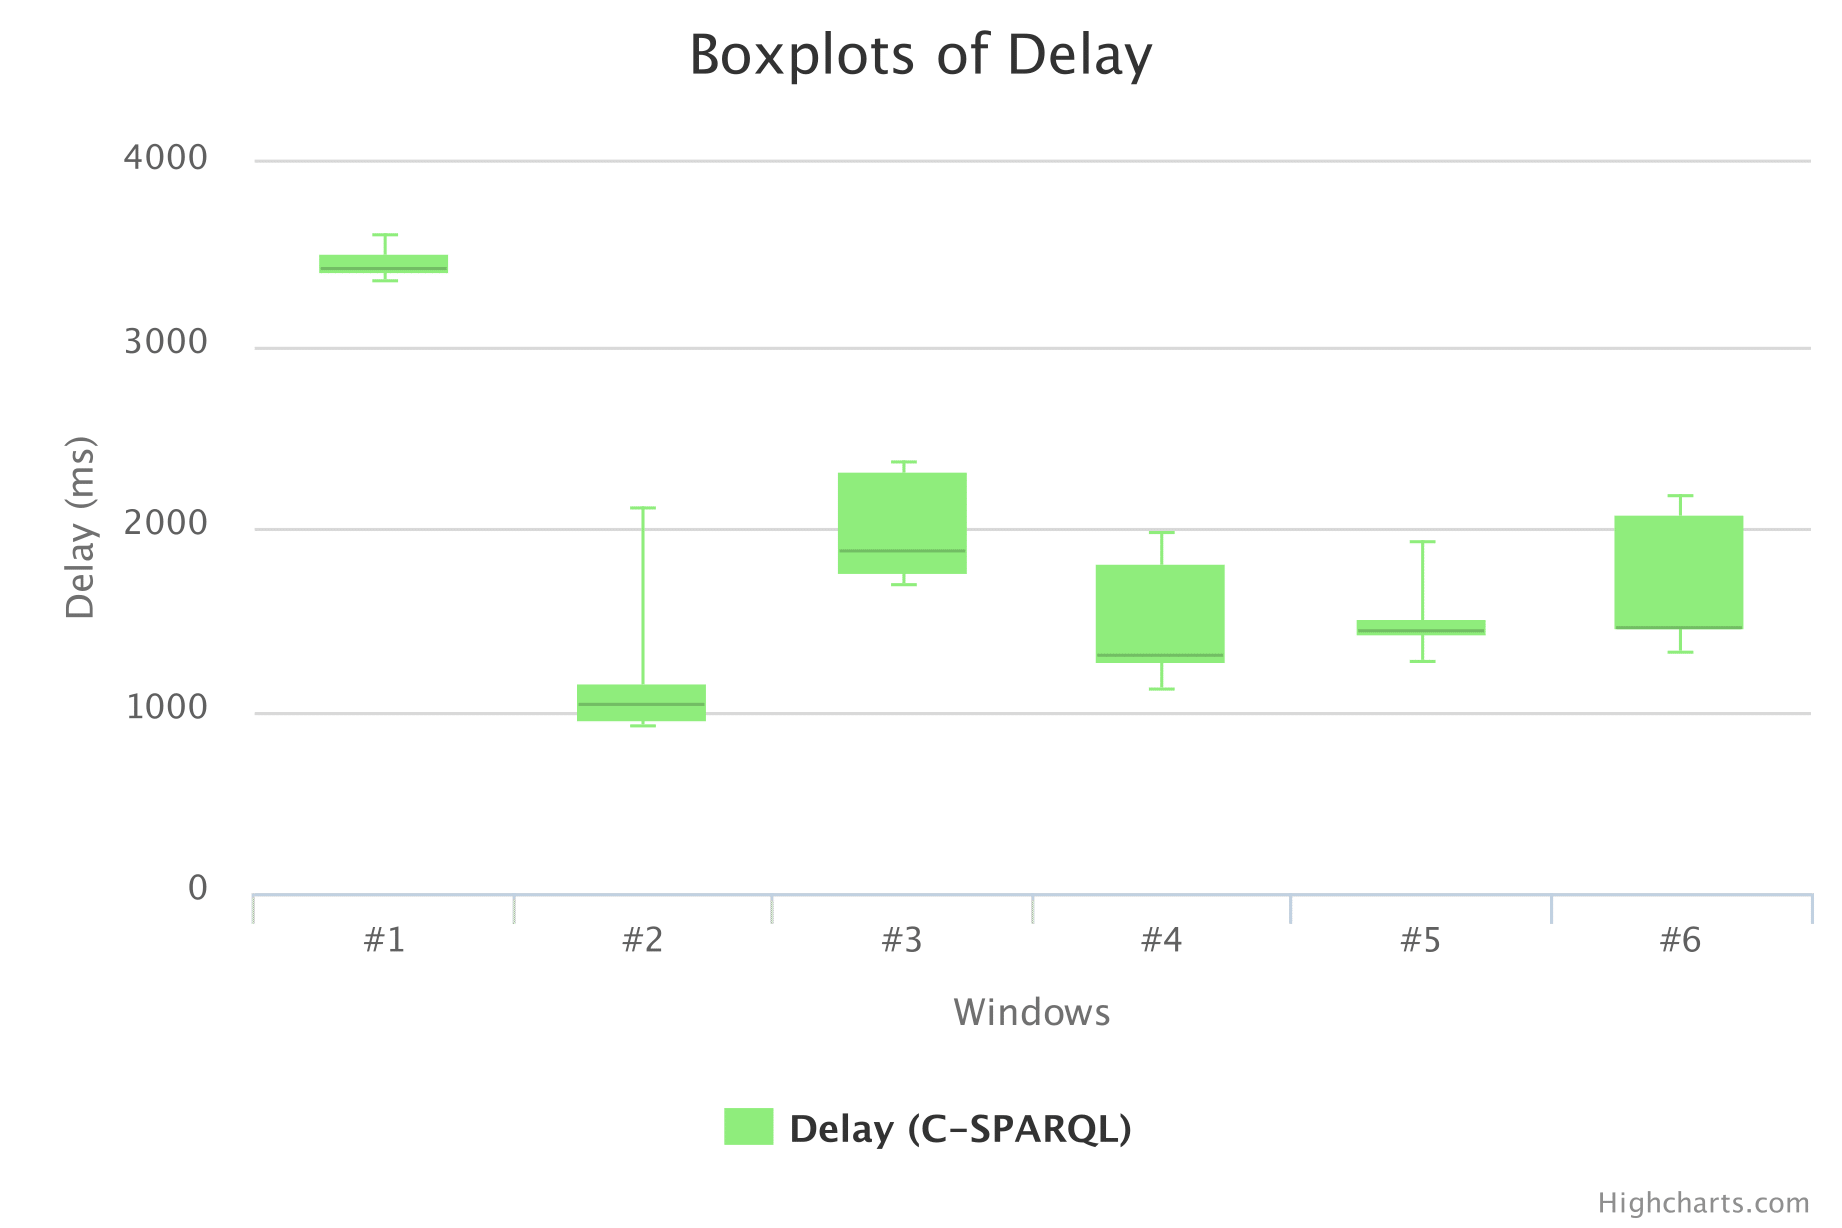 Boxplots of Delay
4000
3000
2000
1000
0
Delay (ms)
#1 #2 #3 #4 #5 #6
Windows
Delay (C-SPARQL)
Highcharts.com